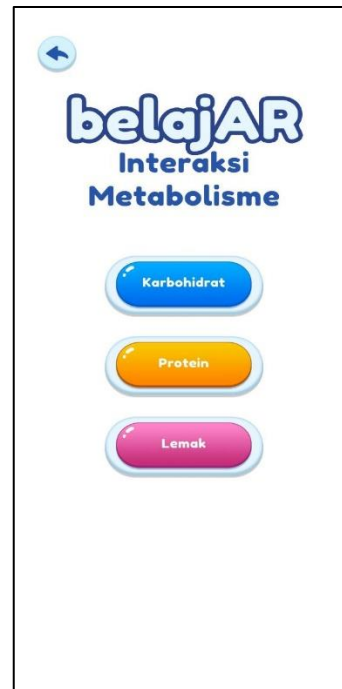 belajAR
Interaksi
Metabolisme
Karbohidrat
Protein
Lemak